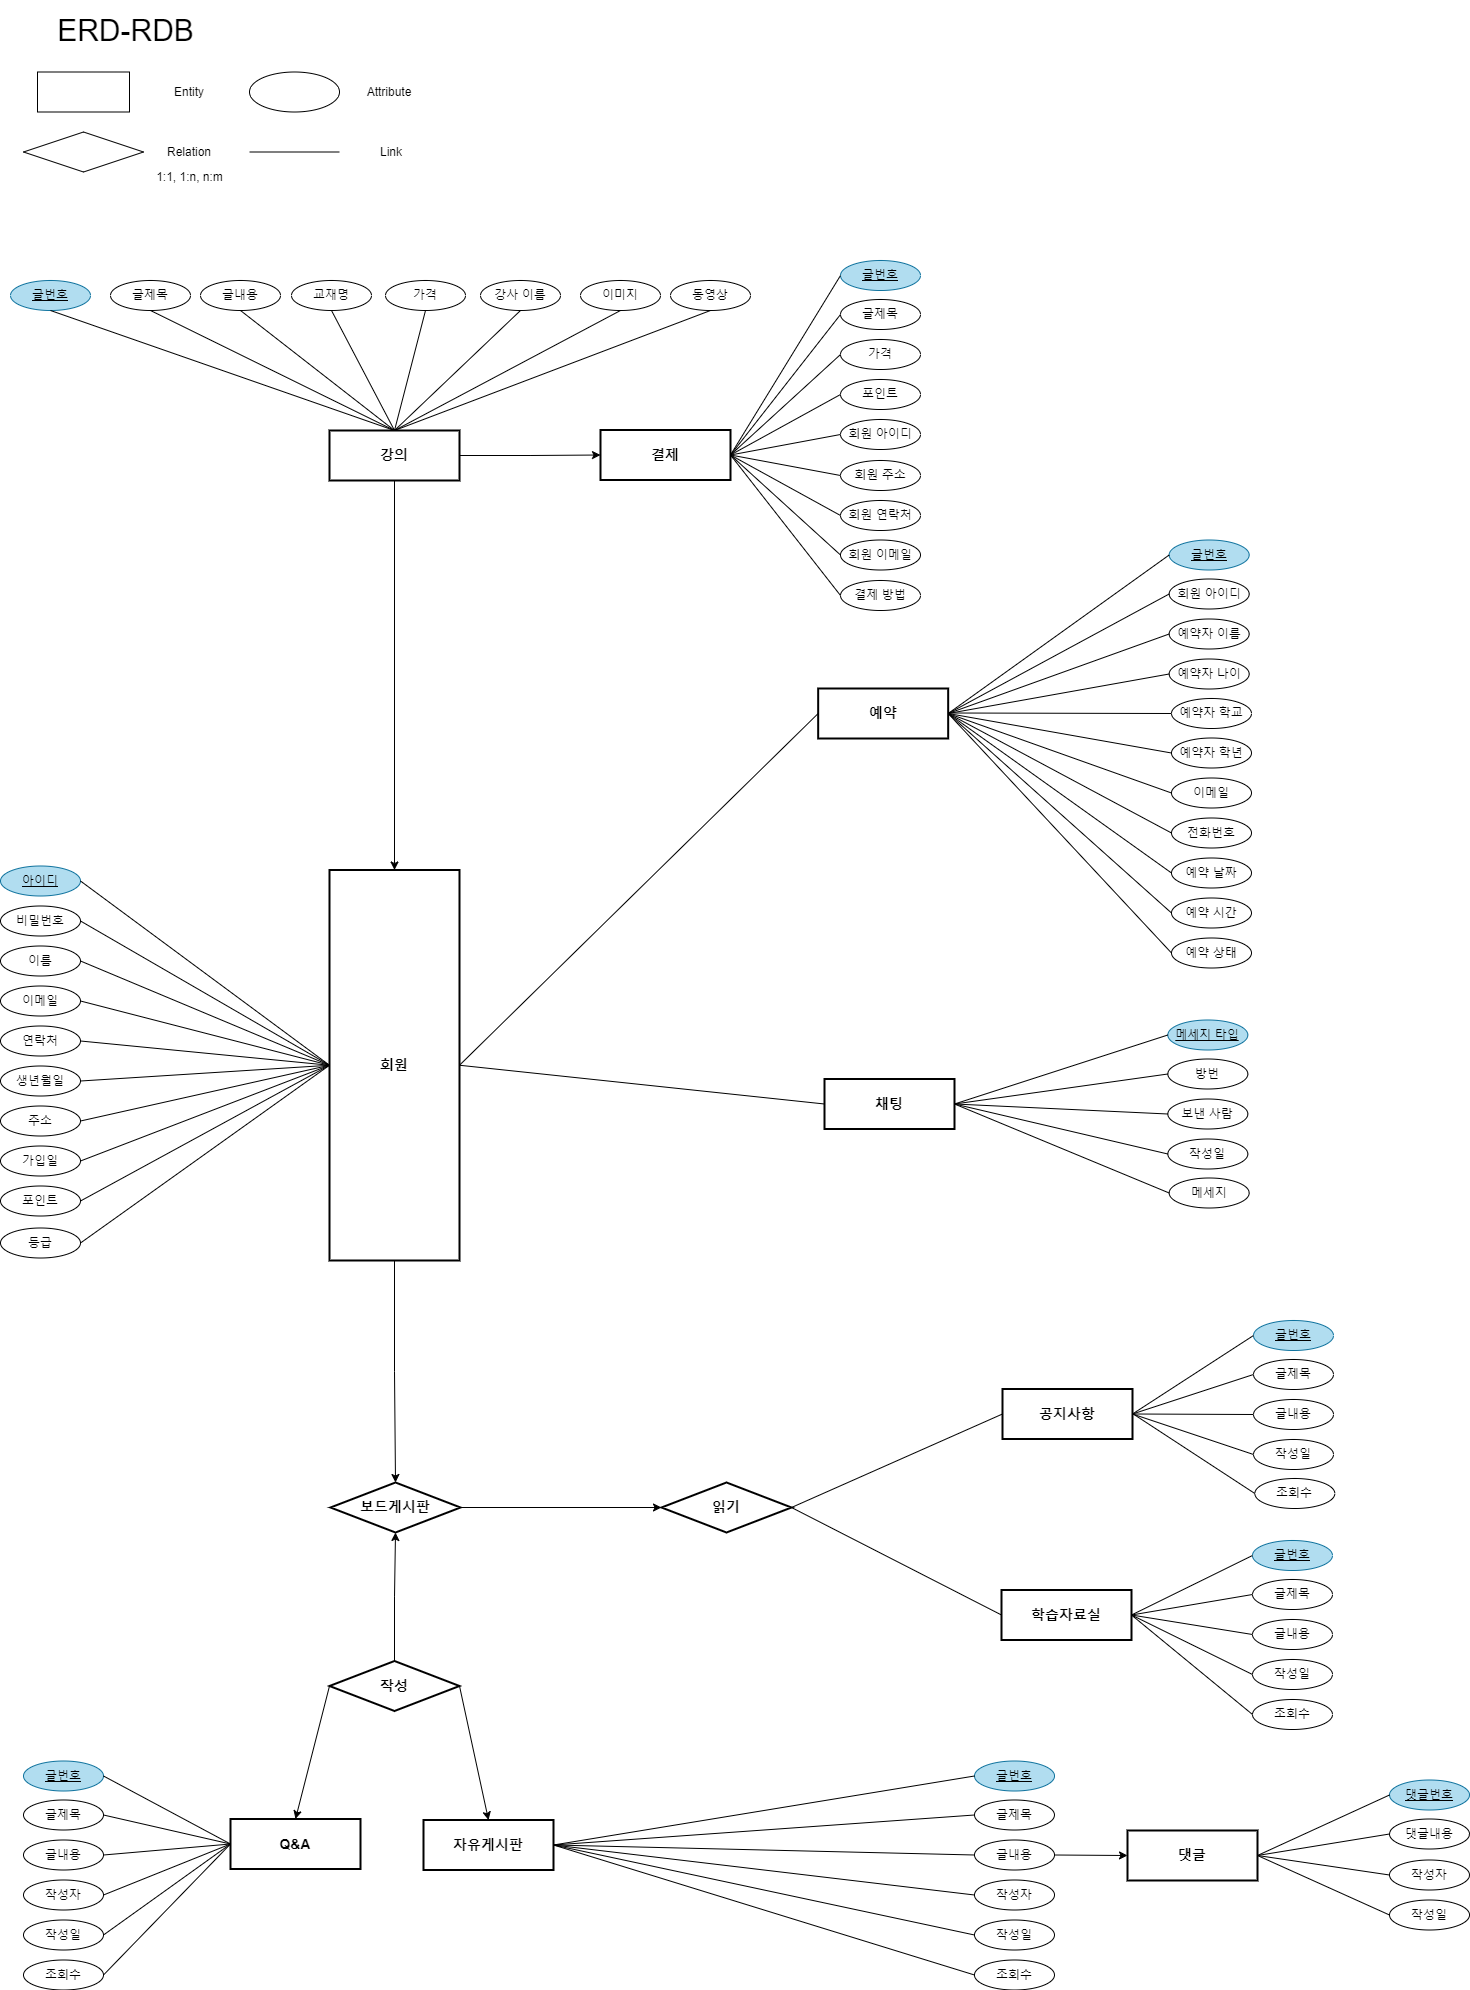 ERD-RDB
Entity
Attribute
Relation
Link
1:1, 1:n, n:m
글번호
글제목
글내용
교재명
가격
강사 이름
이미지
동영상
강의
결제
글번호
글제목
가격
포인트
회원 아이디
회원 주소
회원 연락처
회원 이메일
결제 방법
예약
글번호
회원 아이디
예약자 이름
예약자 나이
예약자 학교
예약자 학년
이메일
전화번호
예약 날짜
예약 시간
예약 상태
아이디
비밀번호
이름
이메일
연락처
생년월일
주소
가입일
포인트
등급
회원
채팅
메세지 타입
방번
보낸 사람
작성일
메세지
보드게시판
읽기
공지사항
글번호
글제목
글내용
작성일
조회수
학습자료실
글번호
글제목
글내용
작성일
조회수
작성
글번호
글제목
글내용
작성자
작성일
조회수
Q&A
자유게시판
글번호
글제목
글내용
작성자
작성일
조회수
댓글
댓글번호
댓글내용
작성자
작성일